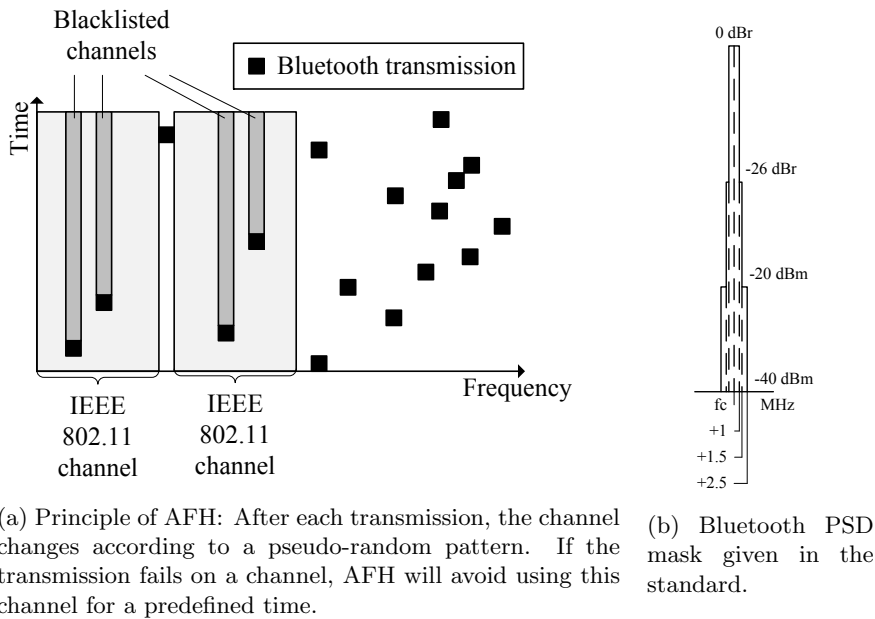 Blacklisted
channels
Bluetooth transmission
Time
Frequency
IEEE
802.11
channel
IEEE
802.11
channel
0 dBr
-26 dBr
-20 dBm
-40 dBm
fc MHz
+1
+1.5
+2.5
(a) Principle of AFH: After each transmission, the channel
changes according to a pseudo-random pattern. If the
transmission fails on a channel, AFH will avoid using this
channel for a predefined time.
(b) Bluetooth PSD
mask given in the
standard.